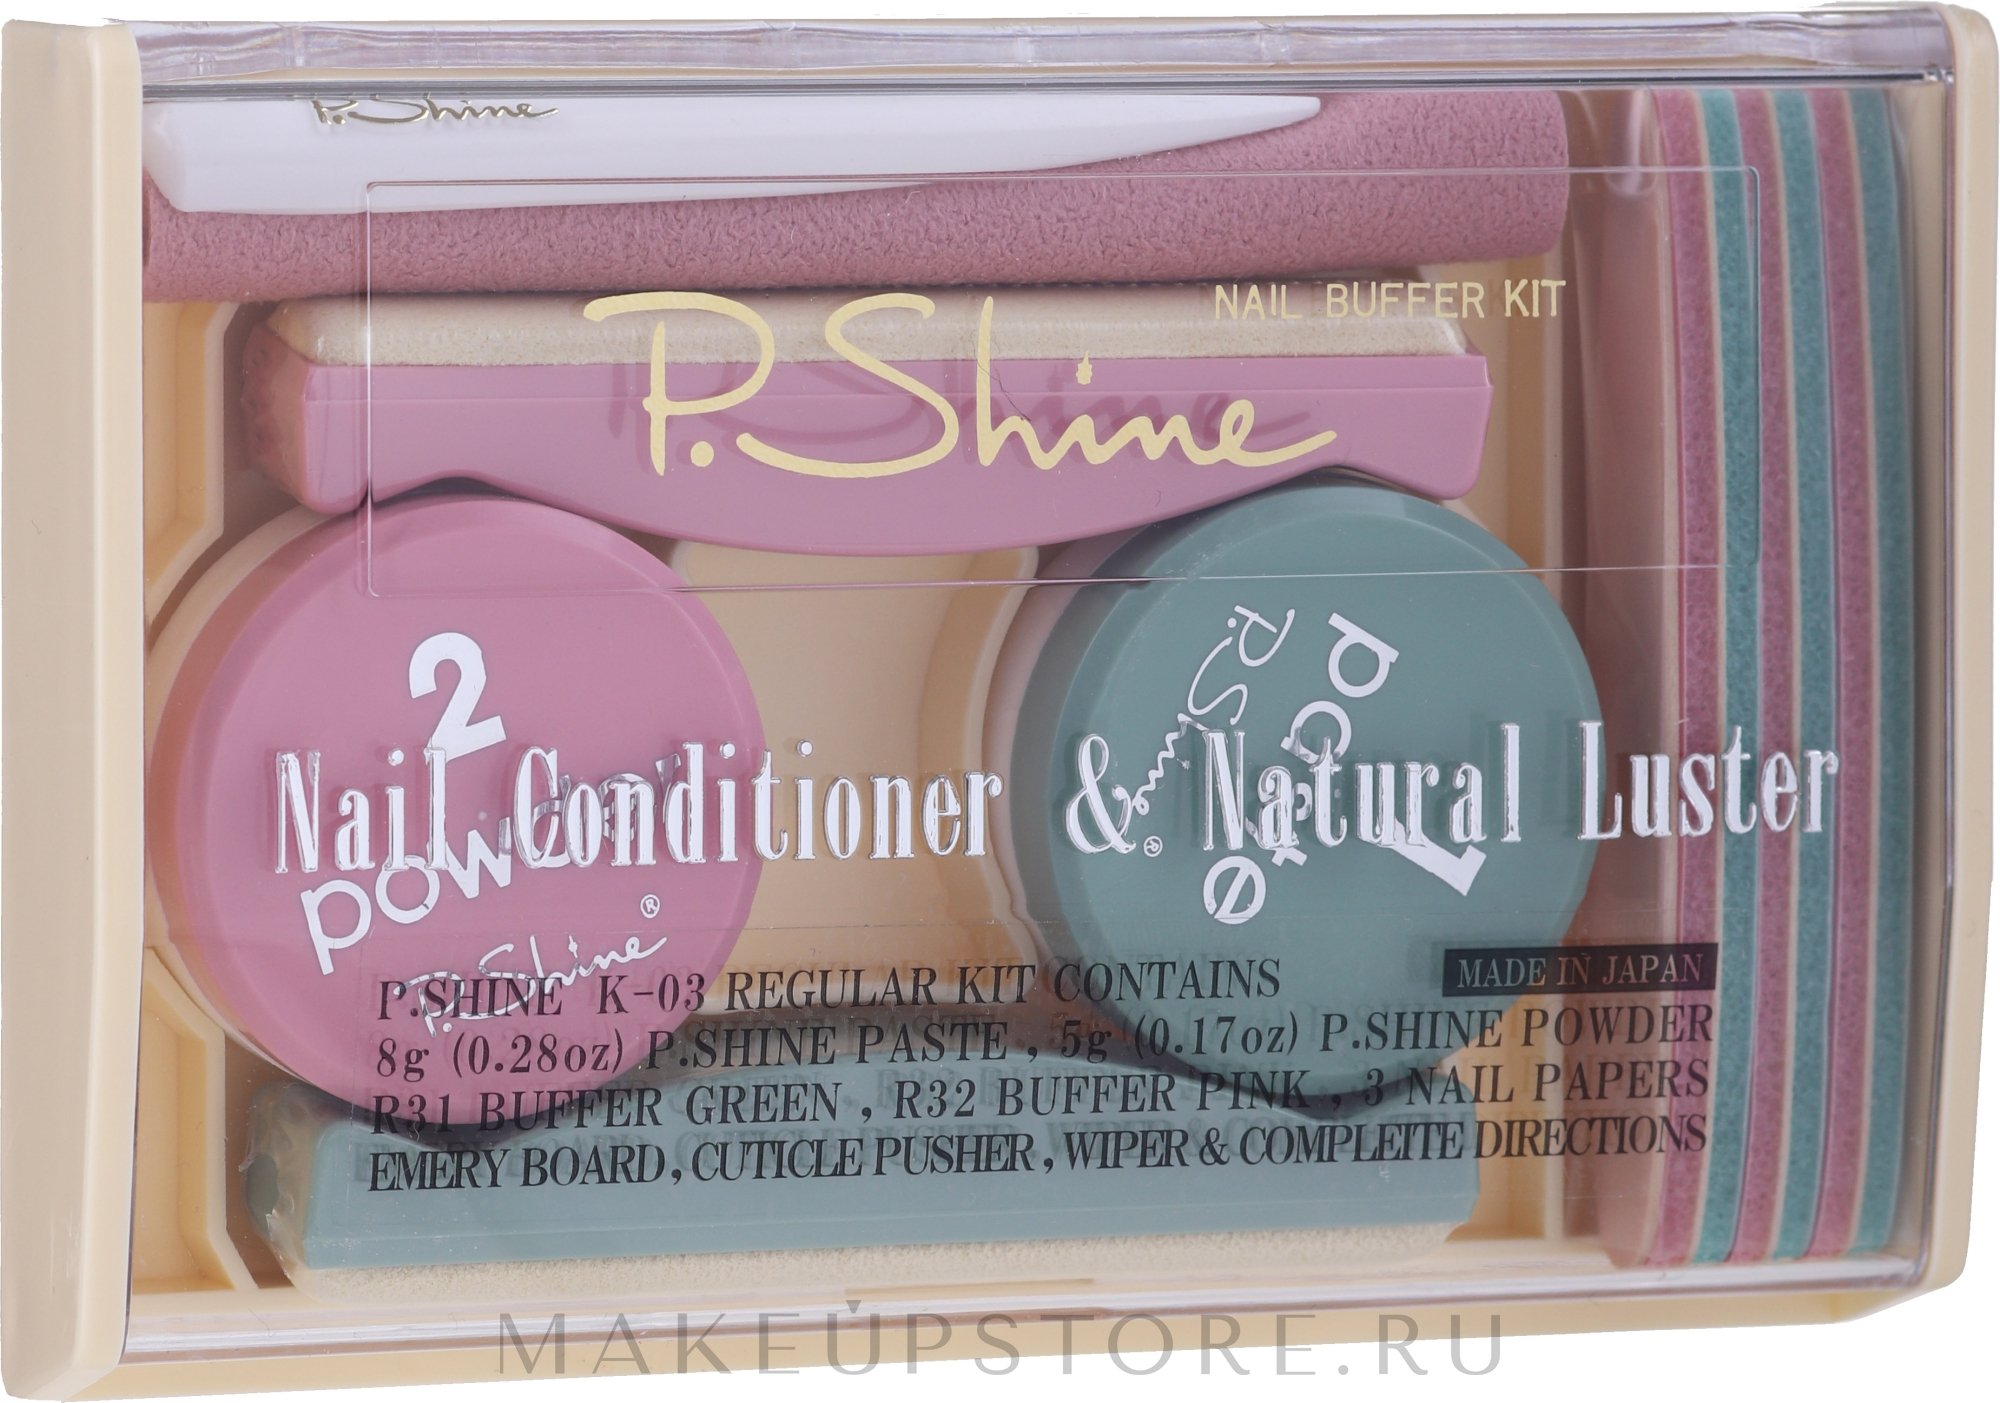 P.Shine
NAIL BUFFER KIT
P.Shine
2
powder
®
P.Shine
P.Shine
®
paste
1
Nail Conditioner & Natural Luster
MADE IN JAPAN
P.SHINE K-03 REGULAR KIT CONTAINS
8g (0.28oz) P.SHINE PASTE , 5g (0.17oz) P.SHINE POWDER
R31 BUFFER GREEN , R32 BUFFER PINK , 3 NAIL PAPERS
EMERY BOARD , CUTICLE PUSHER , WIPER & COMPLEITE DIRECTIONS
MAKEUPSTORE.RU